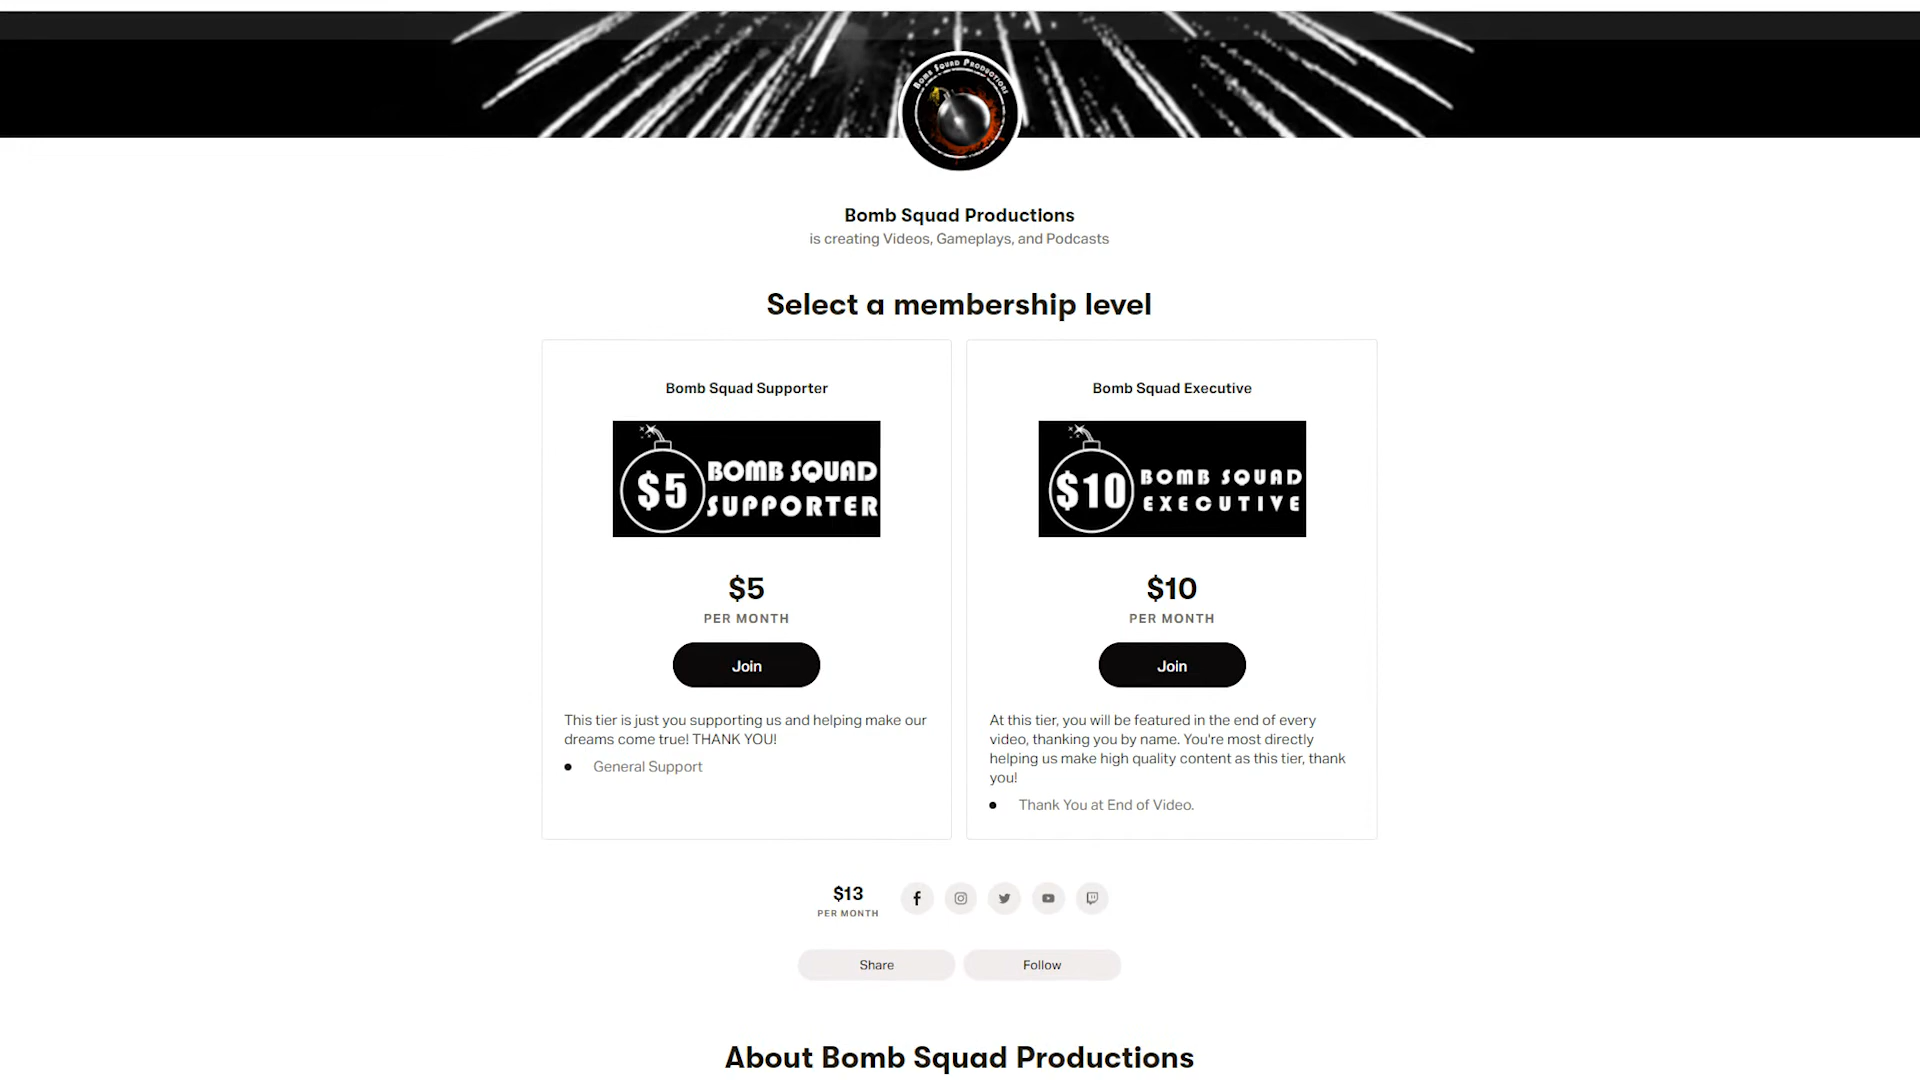 BOMB SQUAD PRODUCTIONS
Bomb Squad Productions
is creating Videos, Gameplays, and Podcasts
Select a membership level
Bomb Squad Supporter
$5
BOMB SQUAD
SUPPORTER
$5
PER MONTH
Join
This tier is just you supporting us and helping make our
dreams come true! THANK YOU!
General Support
Bomb Squad Executive
$10
BOMB SQUAD
EXECUTIVE
$10
PER MONTH
Join
At this tier, you will be featured in the end of every
video, thanking you by name. You're most directly
helping us make high quality content as this tier, thank
you!
Thank You at End of Video.
$13
PER MONTH
Share
Follow
About Bomb Squad Productions